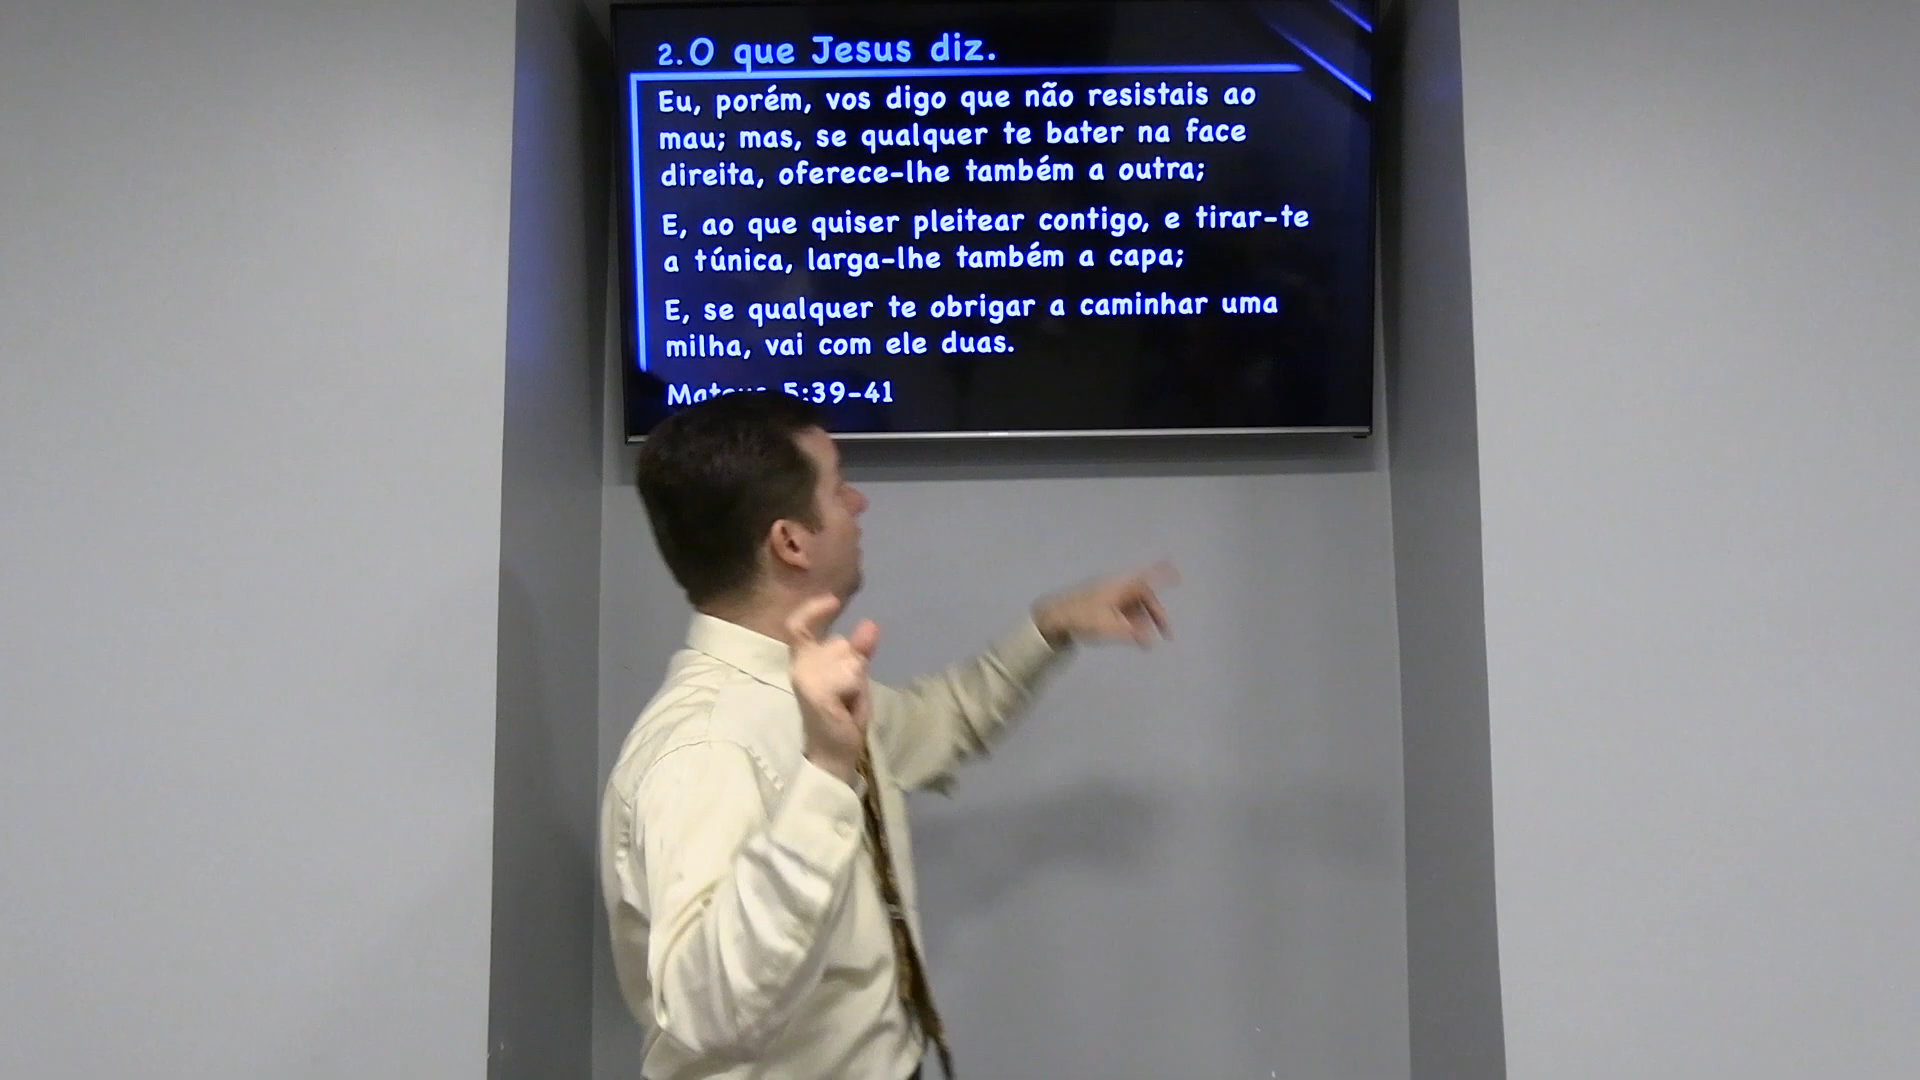 2. O que Jesus diz.
Eu, porém, vos digo que não resistais ao
mau; mas, se qualquer te bater na face
direita, oferece-lhe também a outra;
E, ao que quiser pleitear contigo, e tirar-te
a túnica, larga-lhe também a capa;
E, se qualquer te obrigar a caminhar uma
milha, vai com ele duas.
Mateus 5:39-41